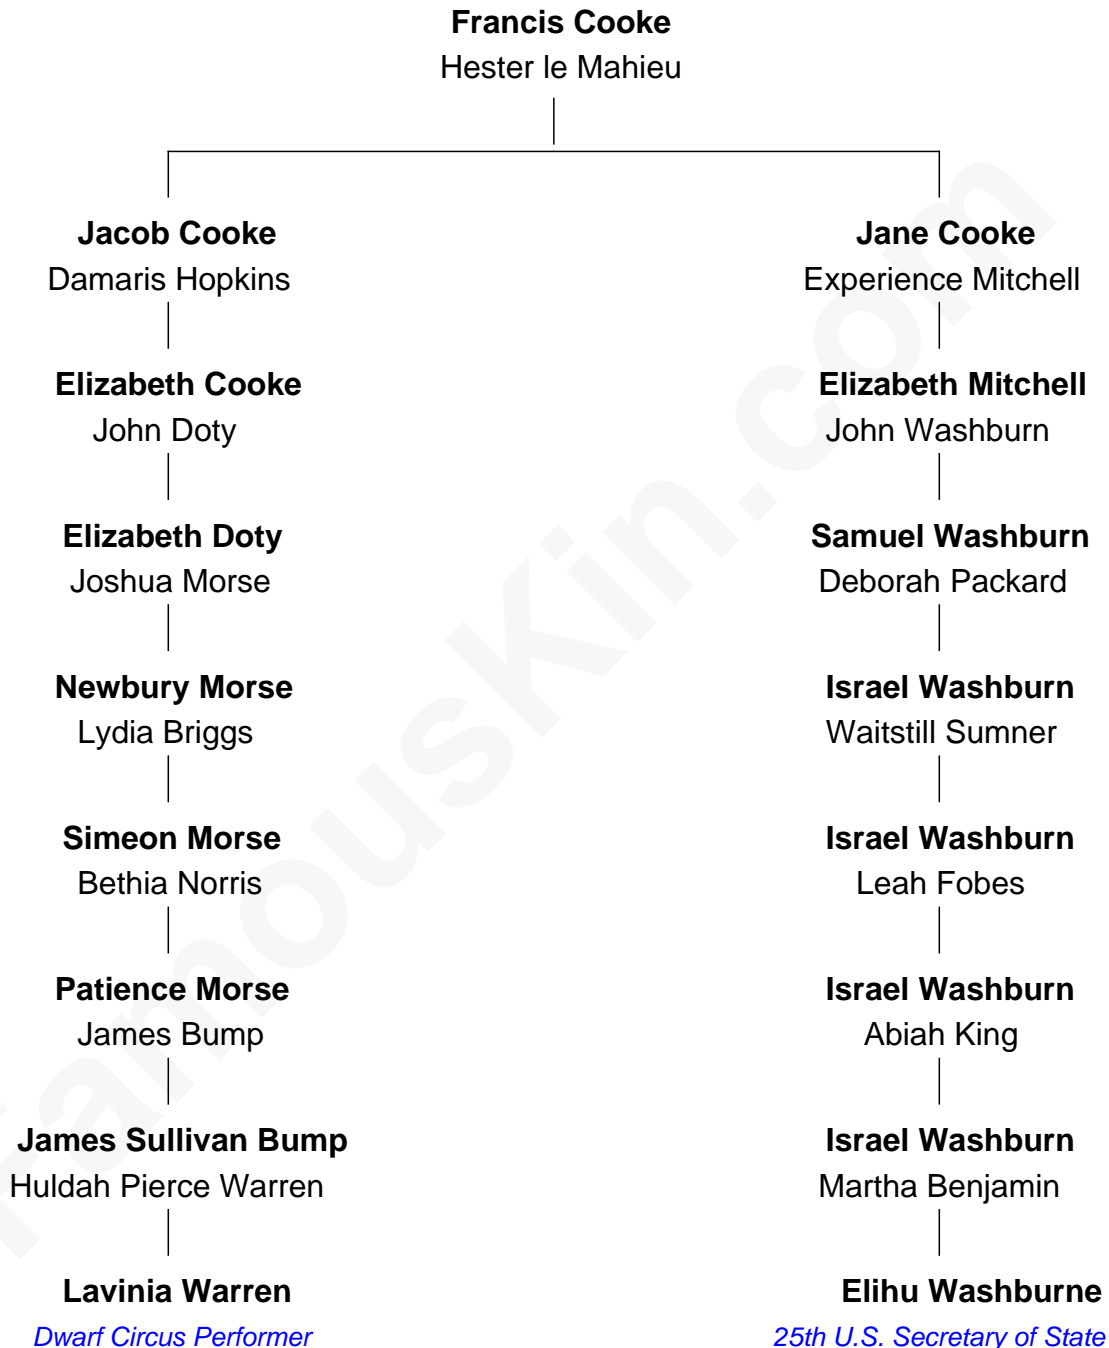 Francis Cooke
Hester le Mahieu
Jacob Cooke
Damaris Hopkins
Elizabeth Cooke
John Doty
Elizabeth Doty
Joshua Morse
Newbury Morse
Lydia Briggs
Simeon Morse
Bethia Norris
Patience Morse
James Bump
James Sullivan Bump
Huldah Pierce Warren
Lavinia Warren
Dwarf Circus Performer
Jane Cooke
Experience Mitchell
Elizabeth Mitchell
John Washburn
Samuel Washburn
Deborah Packard
Israel Washburn
Waitstill Sumner
Israel Washburn
Leah Fobes
Israel Washburn
Abiah King
Israel Washburn
Martha Benjamin
Elihu Washburne
25th U.S. Secretary of State
FamousKin.com